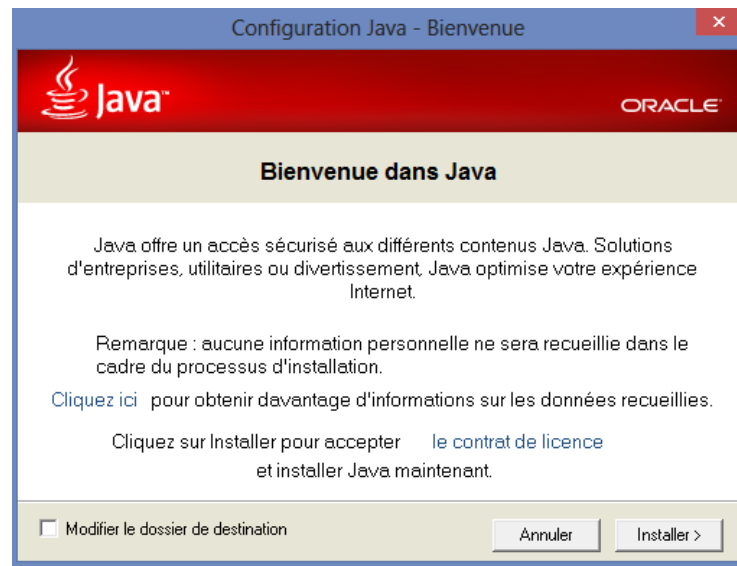 Configuration Java - Bienvenue
Java™
ORACLE
Bienvenue dans Java
Java offre un accès sécurisé aux différents contenus Java. Solutions
d'entreprises, utilitaires ou divertissement, Java optimise votre expérience
Internet.
Remarque : aucune information personnelle ne sera recueillie dans le
cadre du processus d'installation.
Cliquez ici pour obtenir davantage d'informations sur les données recueillies.
Cliquez sur Installer pour accepter le contrat de licence
et installer Java maintenant.
Modifier le dossier de destination
Annuler
Installer >